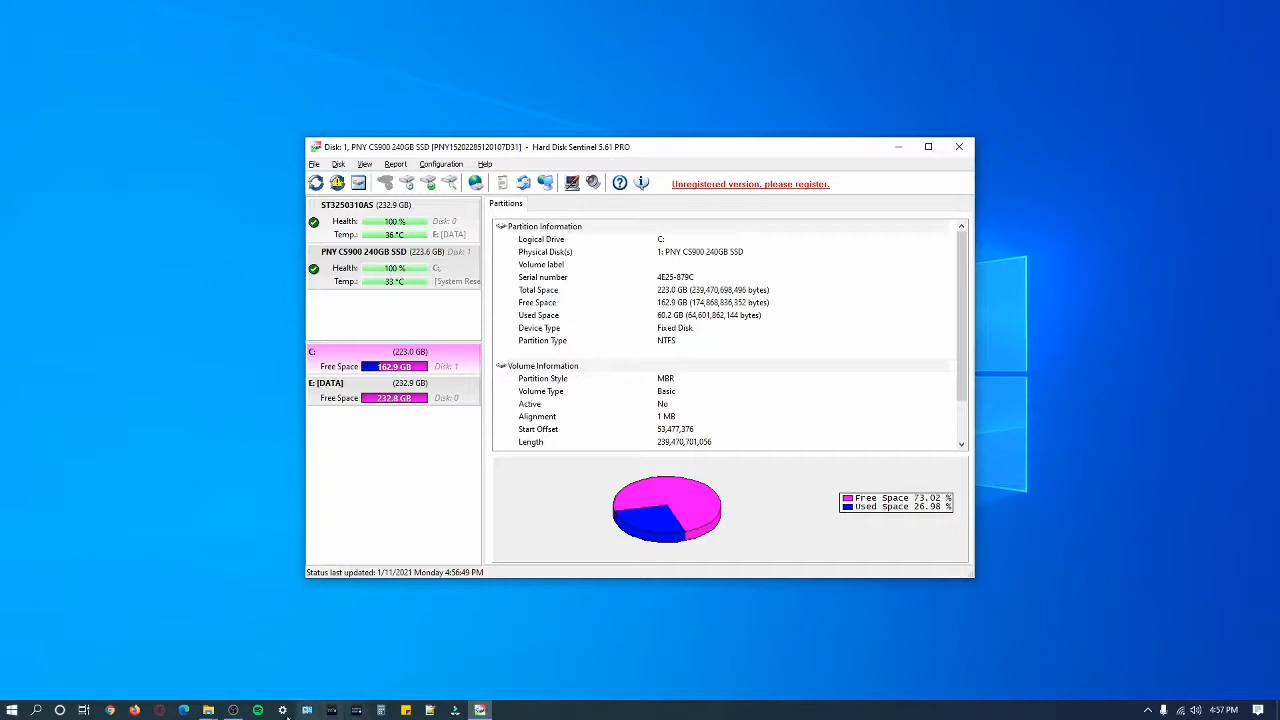 Disk: 1, PNY CS900 240GB SSD [PNY15202285120107D31] - Hard Disk Sentinel 5.61 PRO
File Disk View Report Configuration Help
Unregistered version, please register.
ST3250310AS (232.9 GB)
Health: 100 % Disk: 0
Temp.: 36 °C E: [DATA]
PNY CS900 240GB SSD (223.6 GB) Disk: 1
Health: 100 % C:,
Temp.: 33 °C [System Rese
C: (223.0 GB)
Free Space 162.9 GB Disk: 1
E: [DATA] (232.9 GB)
Free Space 232.8 GB Disk: 0
Partitions
Partition Information
Logical Drive C:
Physical Disk(s) 1: PNY CS900 240GB SSD
Volume label
Serial number 4E25-879C
Total Space 223.0 GB (239,470,698,496 bytes)
Free Space 162.9 GB (174,868,836,352 bytes)
Used Space 60.2 GB (64,601,862,144 bytes)
Device Type Fixed Disk
Partition Type NTFS
Volume Information
Partition Style MBR
Volume Type Basic
Active No
Alignment 1 MB
Start Offset 53,477,376
Length 239,470,701,056
Free Space 73.02 %
Used Space 26.98 %
Status last updated: 1/11/2021 Monday 4:56:49 PM
4:57 PM